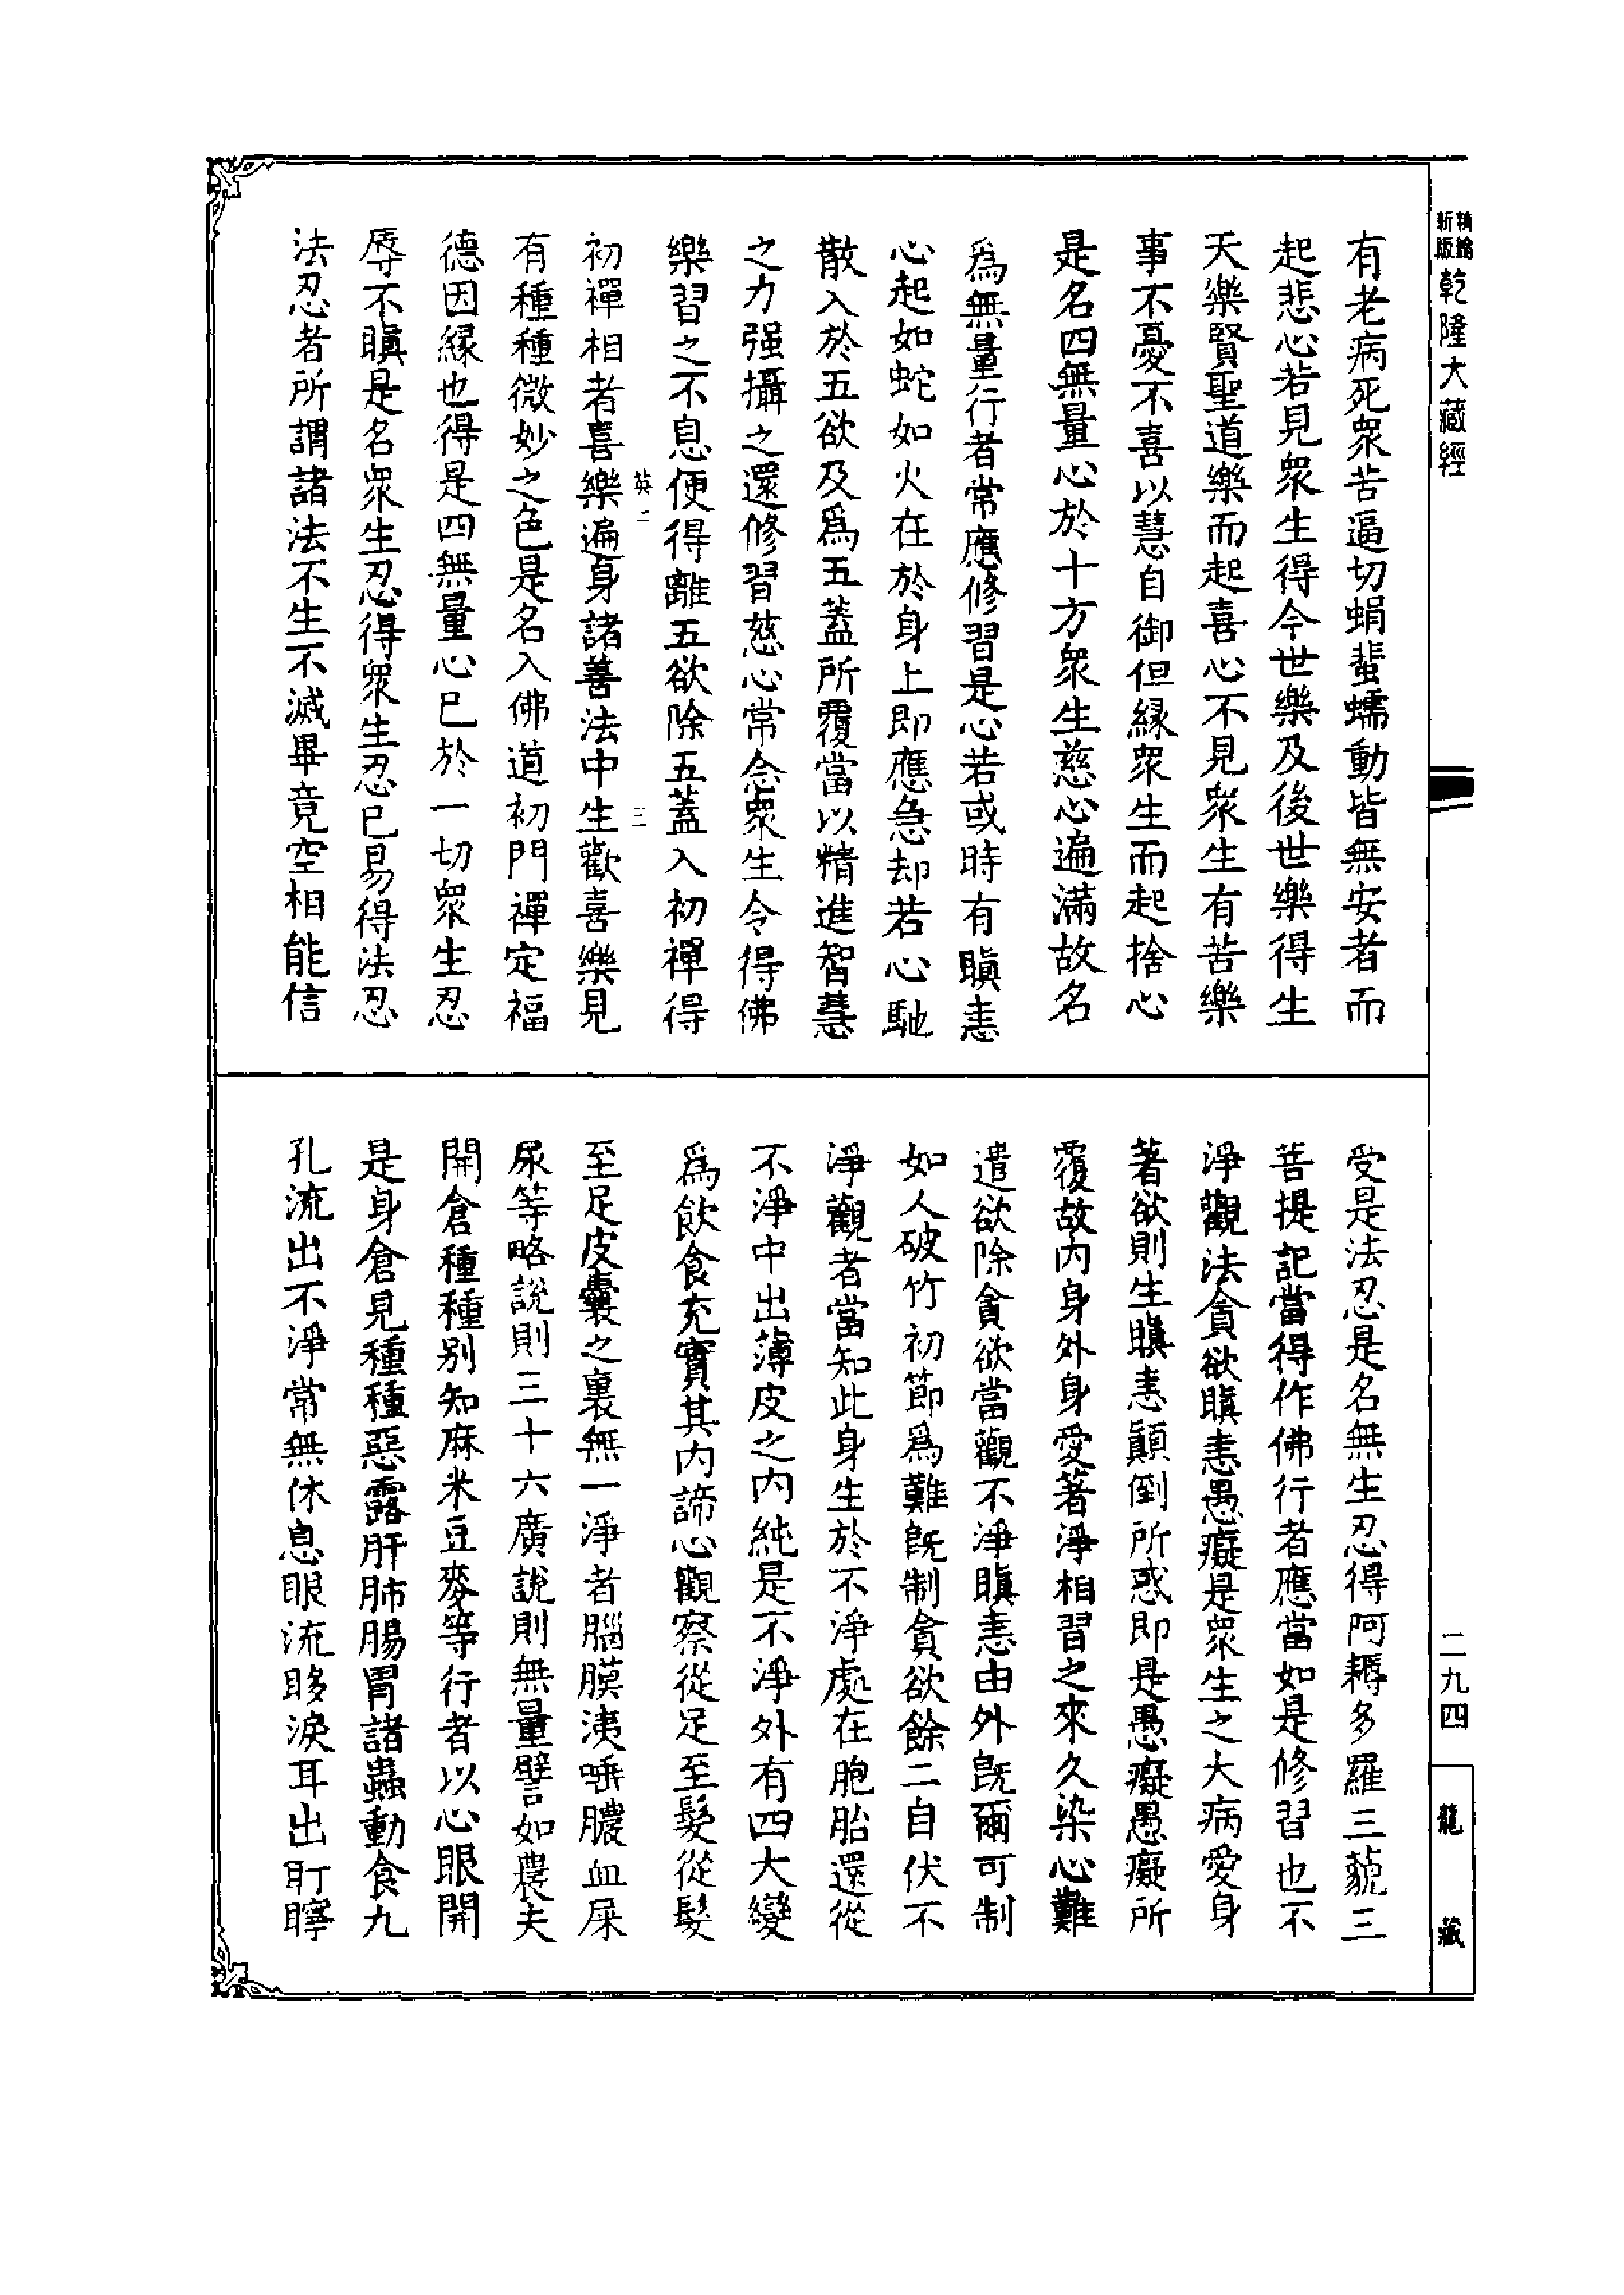 精繪新版乾隆大藏經
有老病死衆苦逼切蜎蜚蠕動皆無安者而
起悲心若見衆生得今世樂及後世樂得生
天樂賢聖道樂而起喜心不見衆生有苦樂
事不憂不喜以慧自御但緣衆生而起捨心
是名四無量心於十方衆生慈心遍滿故名
爲無量行者常應修習是心若或時有瞋恚
心起如蛇如火在於身上即應急却若心馳
散入於五欲及爲五蓋所覆當以精進智慧
之力强攝之還修習慈心常念衆生令得佛
樂習之不息便得離五欲除五蓋入初禪得
英二 三
初禪相者喜樂遍身諸善法中生歡喜樂見
有種種微妙之色是名入佛道初門禪定福
德因緣也得是四無量心已於一切衆生忍
辱不瞋是名衆生忍得衆生忍已易得法忍
法忍者所謂諸法不生不滅畢竟空相能信
受是法忍是名無生忍得阿耨多羅三藐三
菩提記當得作佛行者應當如是修習也不
淨觀法貪欲瞋恚愚癡是衆生之大病愛身
著欲則生瞋恚顚倒所惑即是愚癡愚癡所
覆故内身外身愛著淨相習之來久染心難
遣欲除貪欲當觀不淨瞋恚由外旣爾可制
如人破竹初節爲難旣制貪欲餘二自伏不
淨觀者當知此身生於不淨處在胞胎還從
不淨中出薄皮之内純是不淨外有四大變
爲飲食充實其内諦心觀察從足至髮從髮
至足皮囊之裏無一淨者腦膜洟唾膿血屎
尿等略說則三十六廣說則無量譬如農夫
開倉種種别知麻米豆麥等行者以心眼開
是身倉見種種惡露肝肺腸胃諸蟲動食九
孔流出不淨常無休息眼流眵淚耳出耵聹
二九四
龍藏